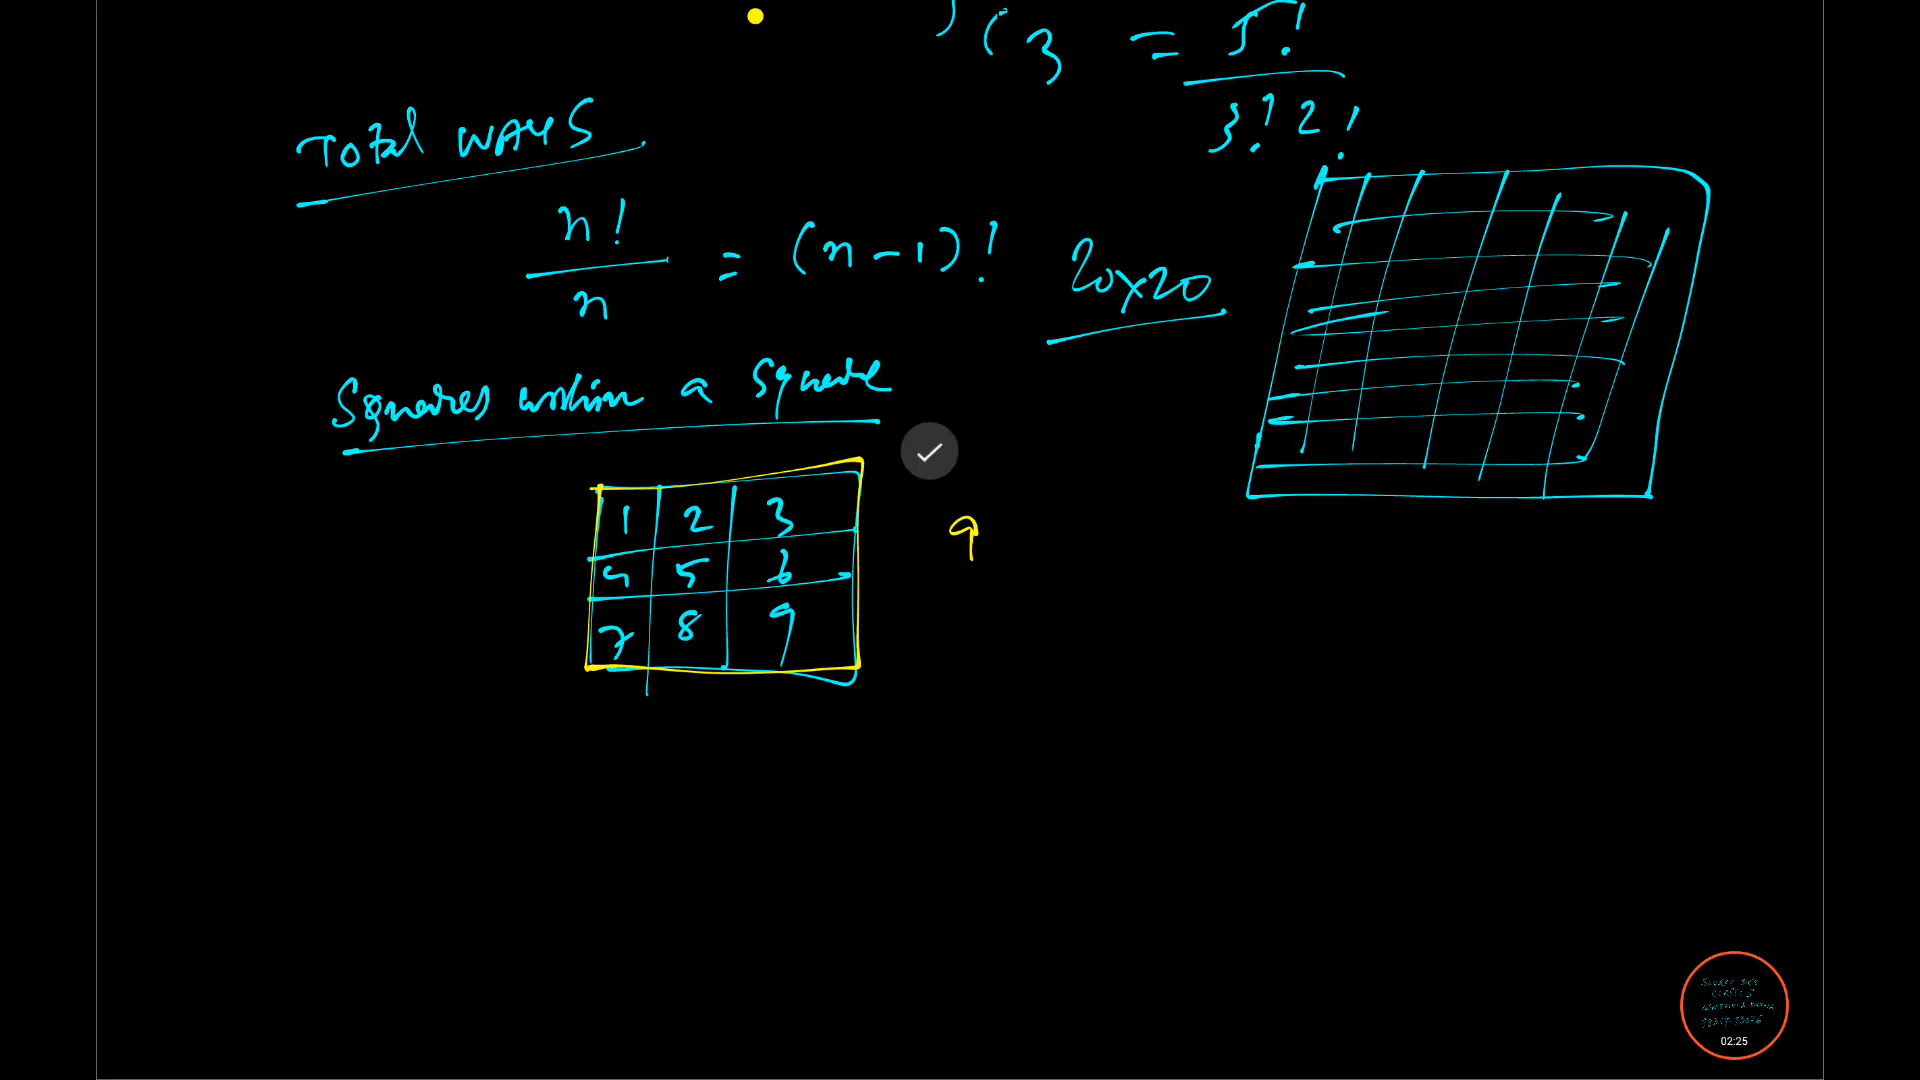 ( 3 = 5!
3! 2!
Total WAYS
n!
n
= (n-1)!
20x20
Squares within a square
1 2 3
4 5 6
7 8 9
9
02:25